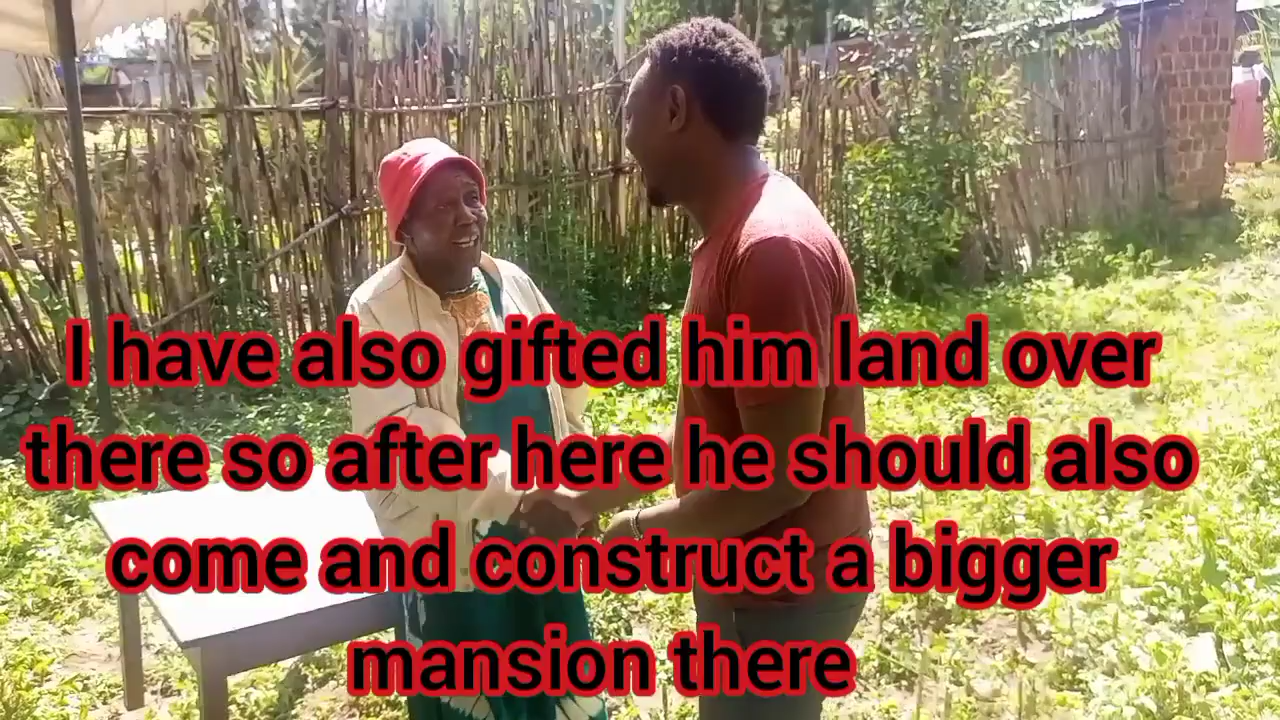 I have also gifted him land over
there so after here he should also
come and construct a bigger
mansion there